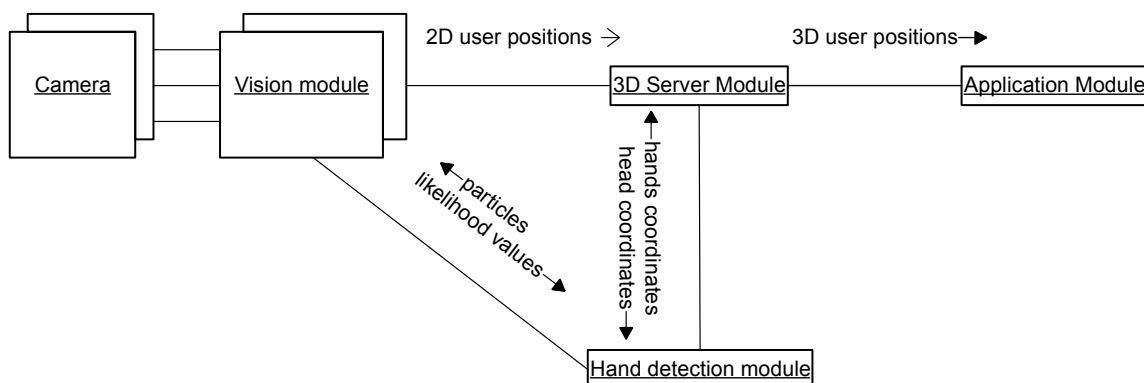 2D user positions
3D user positions
Camera
Vision module
3D Server Module
Application Module
particles
likelihood values
hands coordinates
head coordinates
Hand detection module